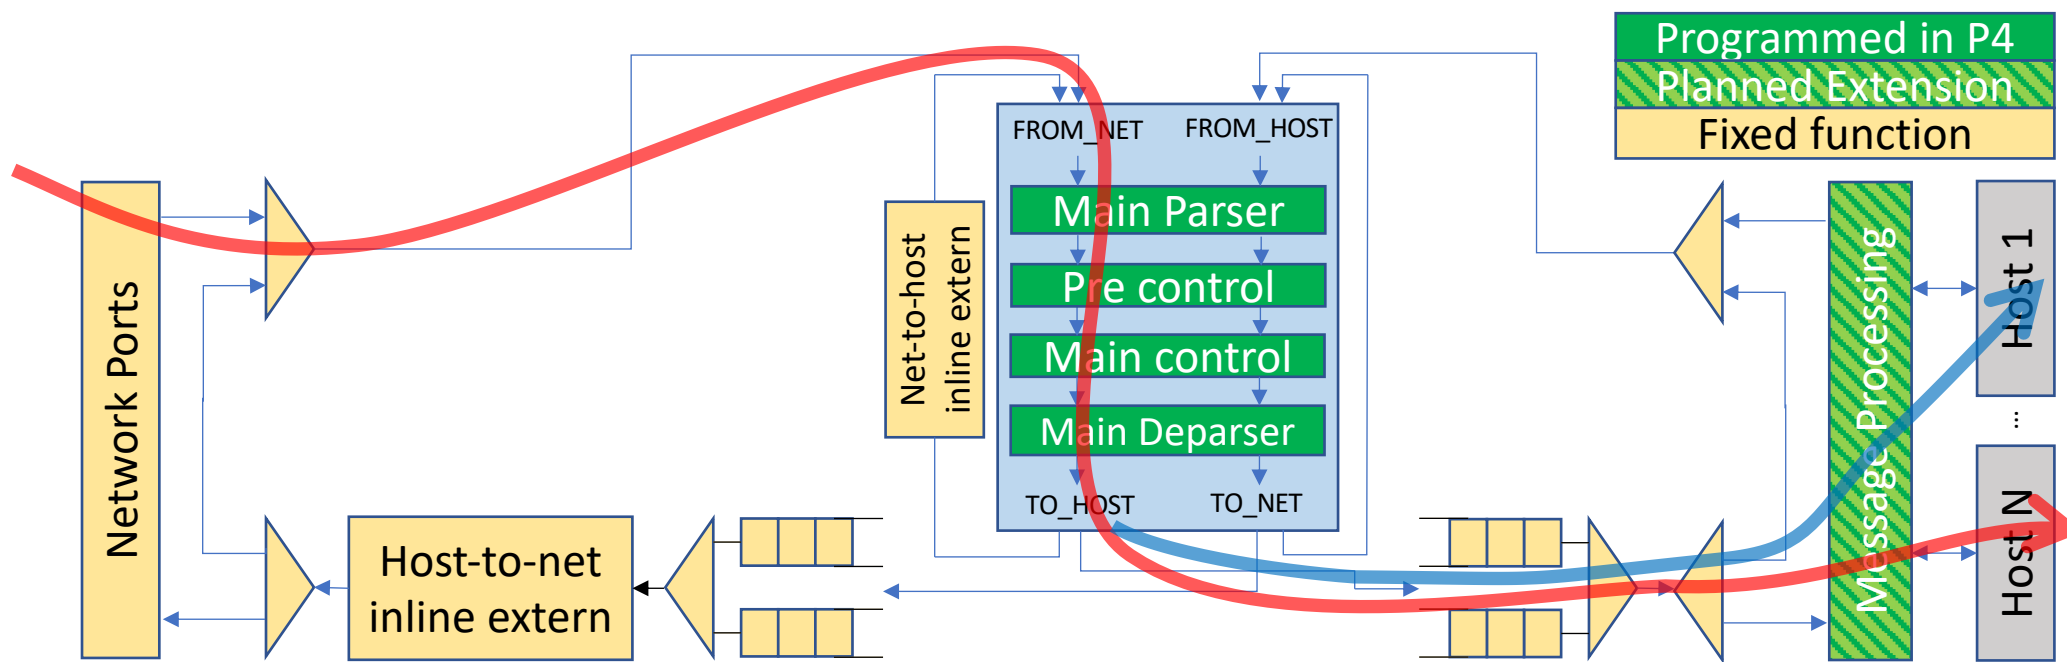 Programmed in P4
Planned Extension
Fixed function
FROM_NET
FROM_HOST
Main Parser
Pre control
Main control
Main Deparser
TO_HOST
TO_NET
Network Ports
Net-to-host
inline extern
Host-to-net
inline extern
Message Processing
Host 1
...
Host N